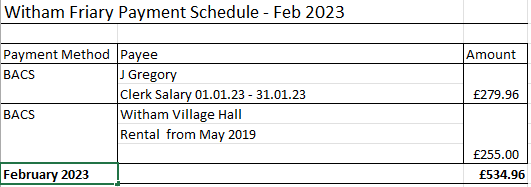 Witham Friary Payment Schedule - Feb 2023
Payment Method Payee Amount
BACS J Gregory
Clerk Salary 01.01.23 - 31.01.23 £279.96
BACS Witham Village Hall
Rental from May 2019
£255.00
February 2023 £534.96